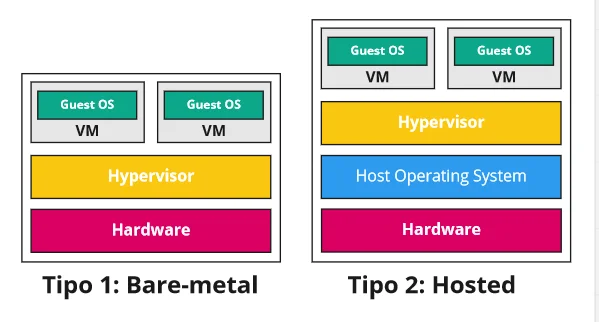 Guest OS
VM
Guest OS
VM
Hypervisor
Hardware
Tipo 1: Bare-metal
Guest OS
VM
Guest OS
VM
Hypervisor
Host Operating System
Hardware
Tipo 2: Hosted